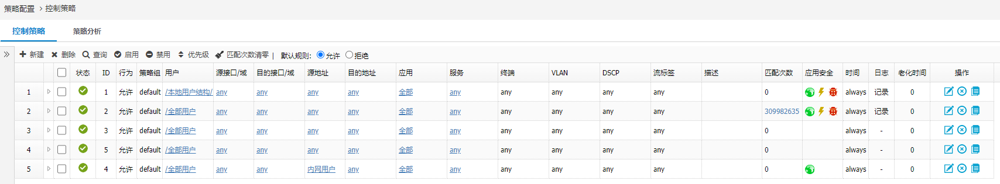 策略配置 > 控制策略
控制策略 策略分析
新建 删除 查询 启用 禁用 优先级 匹配次数清零 | 默认规则: 允许 拒绝
状态 ID 行为 策略组 用户 源接口/域 目的接口/域 源地址 目的地址 应用 服务 终端 VLAN DSCP 流标签 描述 匹配次数 应用安全 时间 日志 老化时间 操作
1 1 允许 default /本地用户结构/ any any any any 全部 any any any any any 0 always 记录 0
2 2 允许 default /全部用户 any any any any 全部 any any any any any 309982635 always 记录 0
3 3 允许 default /全部用户 any any any any 全部 any any any any any 0 always - 0
4 5 允许 default /全部用户 any any any any 全部 any any any any any 0 always - 0
5 4 允许 default /全部用户 any any 内网用户 any 全部 any any any any any 0 always - 0